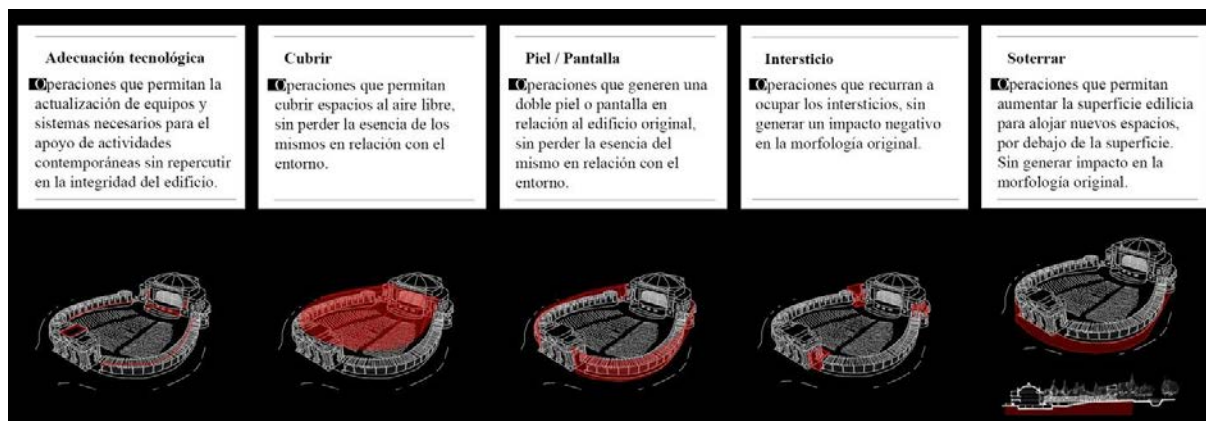 Adecuación tecnológica
Operaciones que permitan la
actualización de equipos y
sistemas necesarios para el
apoyo de actividades
contemporáneas sin repercutir
en la integridad del edificio.
Cubrir
Operaciones que permitan
cubrir espacios al aire libre,
sin perder la esencia de los
mismos en relación con el
entorno.
Piel / Pantalla
Operaciones que generen una
doble piel o pantalla en
relación al edificio original,
sin perder la esencia del
mismo en relación con el
entorno.
Intersticio
Operaciones que recurran a
ocupar los intersticios, sin
generar un impacto negativo
en la morfología original.
Soterrar
Operaciones que permitan
aumentar la superficie edilicia
para alojar nuevos espacios,
por debajo de la superficie.
Sin generar impacto en la
morfología original.